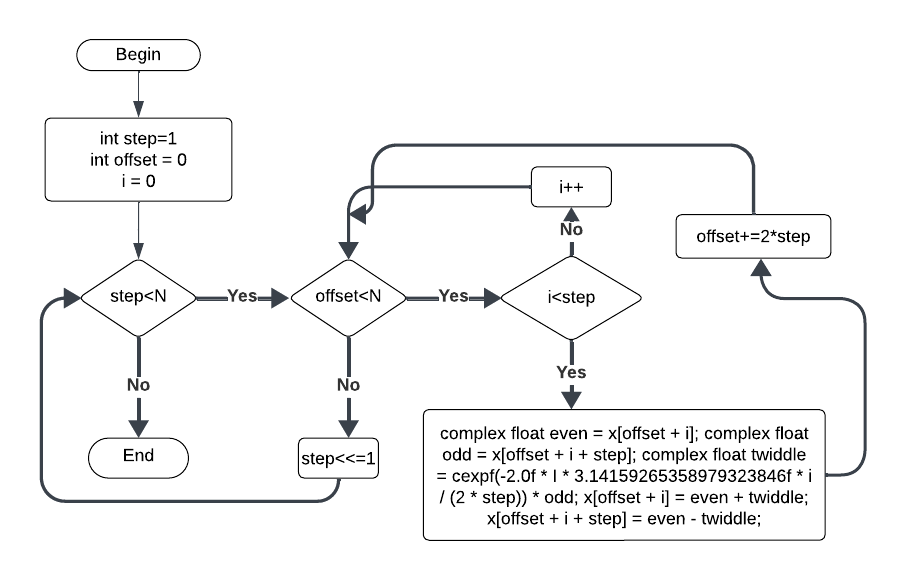 Begin
int step=1
int offset = 0
i = 0
i++
No
offset+=2*step
step<N
Yes
offset<N
Yes
i<step
No
No
Yes
End
step<<=1
complex float even = x[offset + i]; complex float
odd = x[offset + i + step]; complex float twiddle
= cexpf(-2.0f * I * 3.14159265358979323846f * i
/ (2 * step)) * odd; x[offset + i] = even + twiddle;
x[offset + i + step] = even - twiddle;